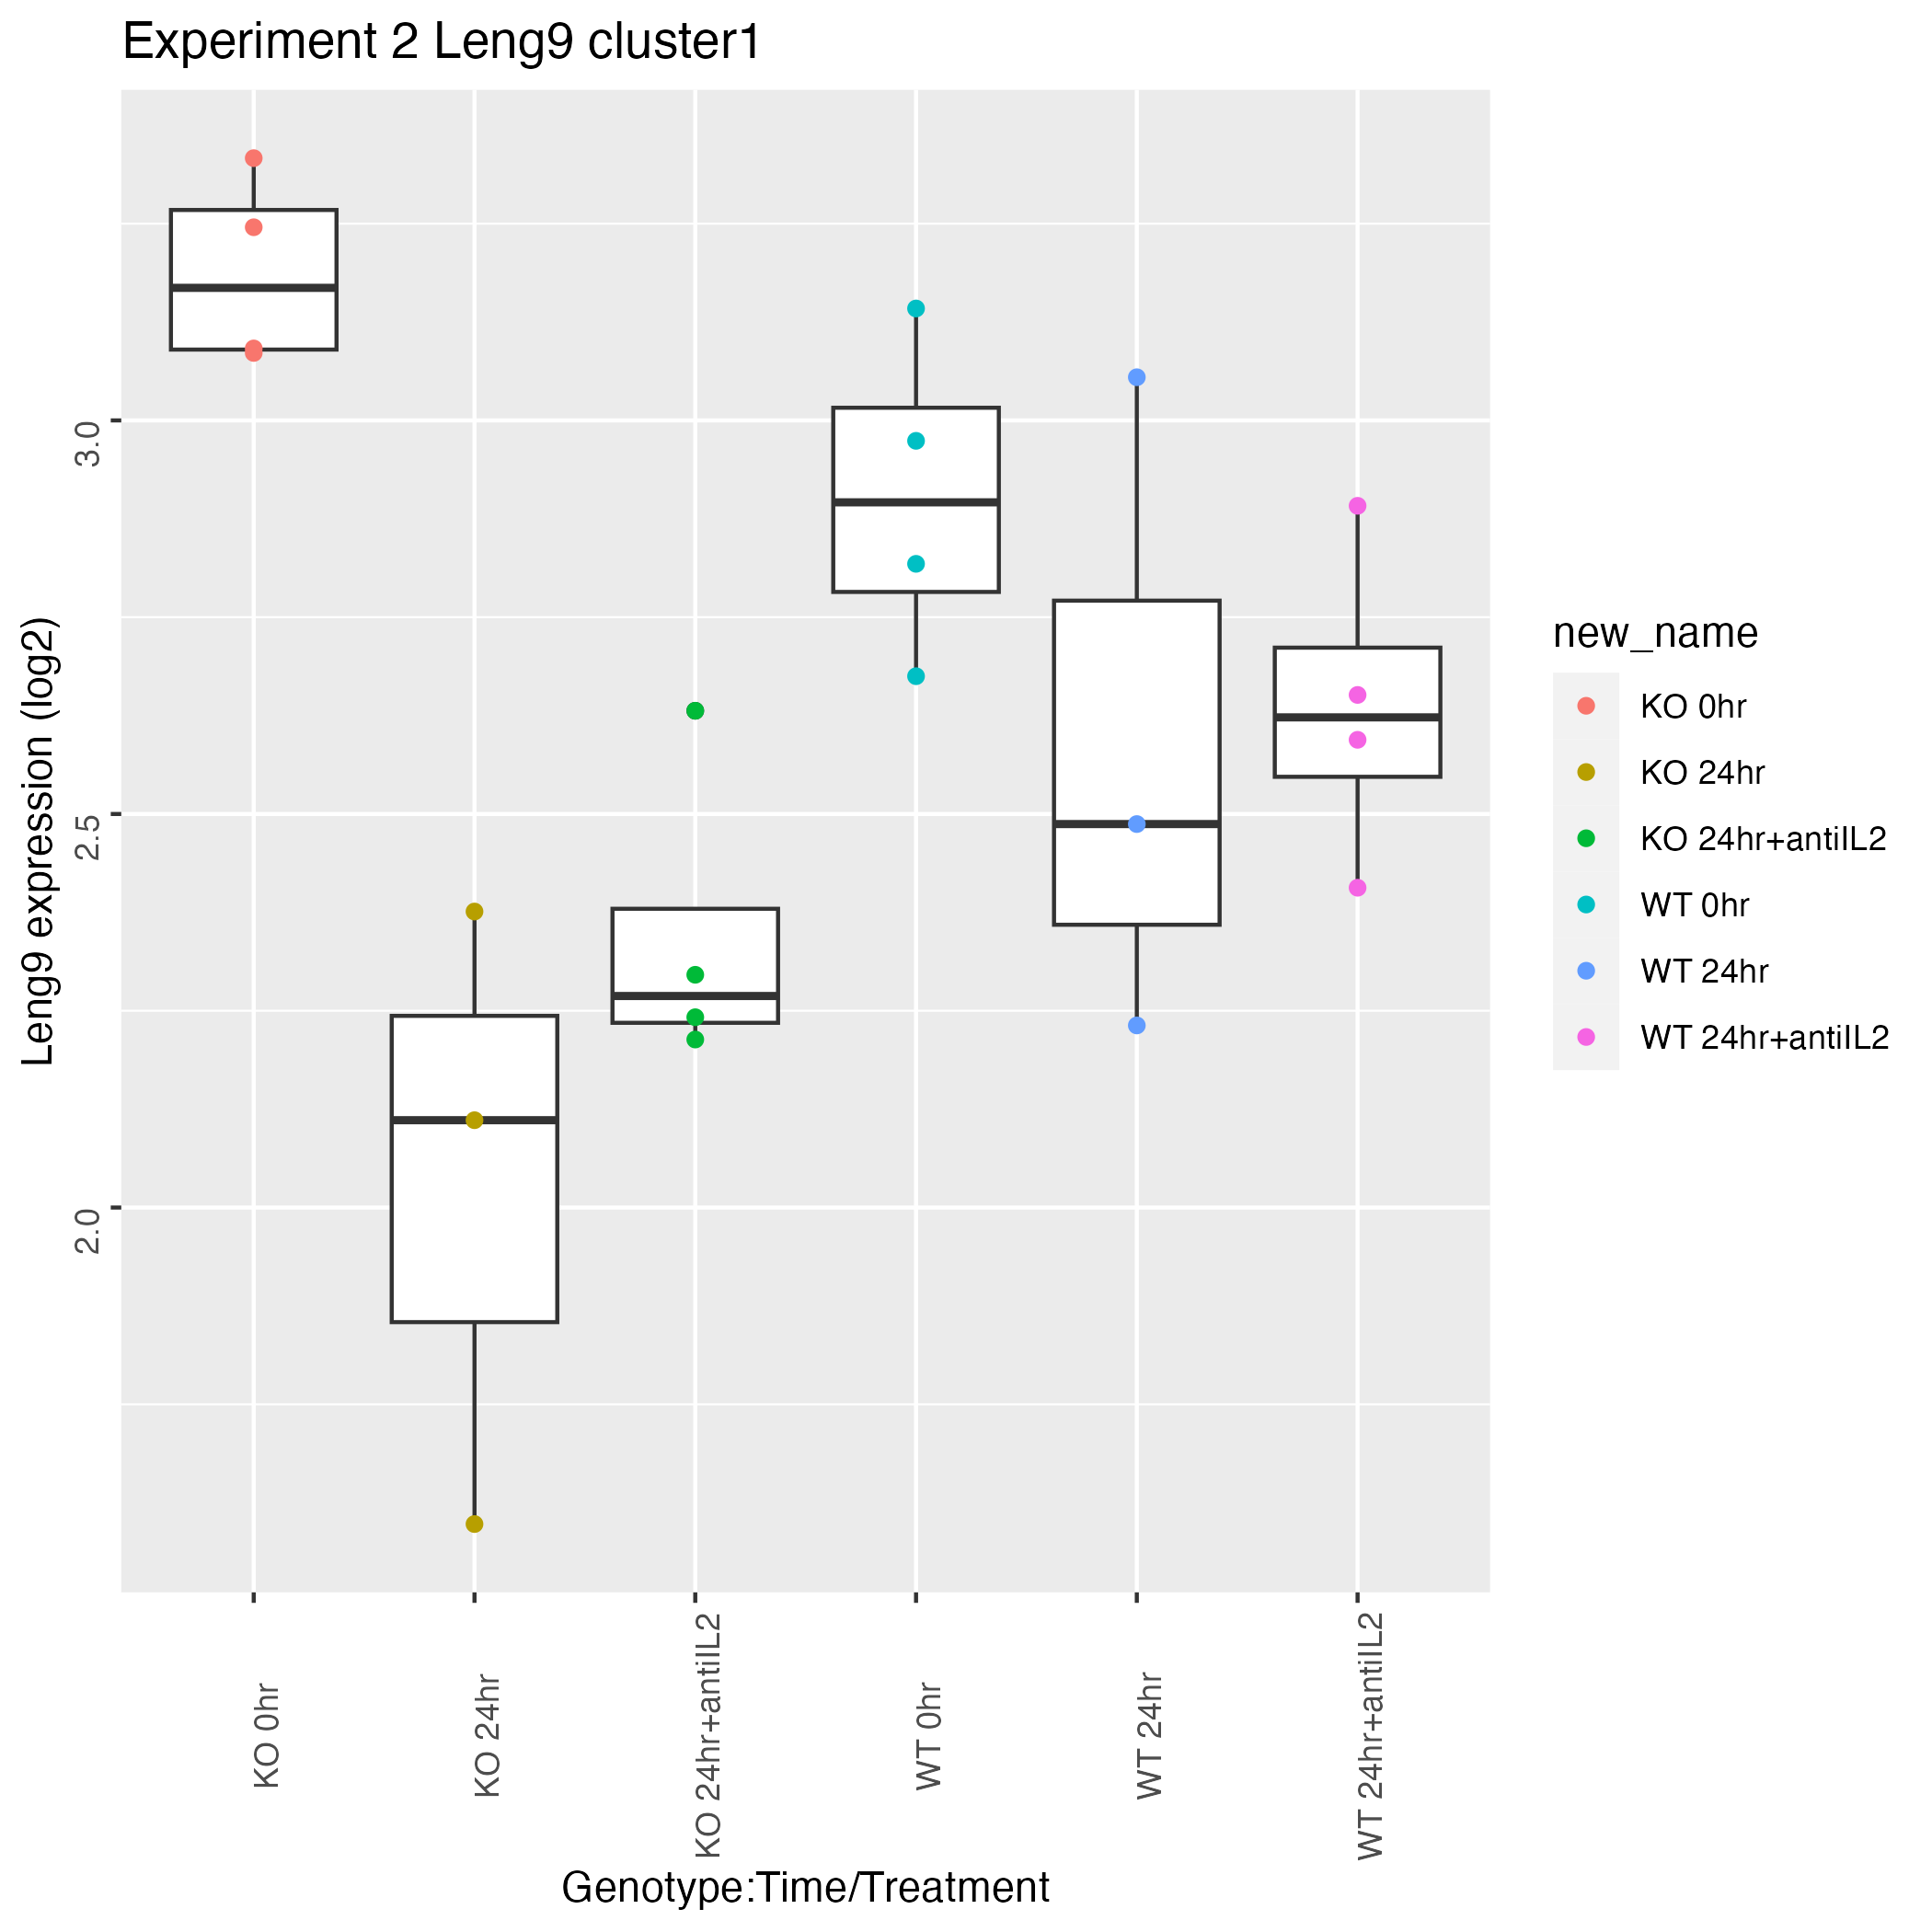 Experiment 2 Leng9 cluster1
Leng9 expression (log2)
3.0
2.5
2.0
KO 0hr
KO 24hr
KO 24hr+antiIL2
WT 0hr
WT 24hr
WT 24hr+antiIL2
Genotype:Time/Treatment
new_name
KO 0hr
KO 24hr
KO 24hr+antiIL2
WT 0hr
WT 24hr
WT 24hr+antiIL2